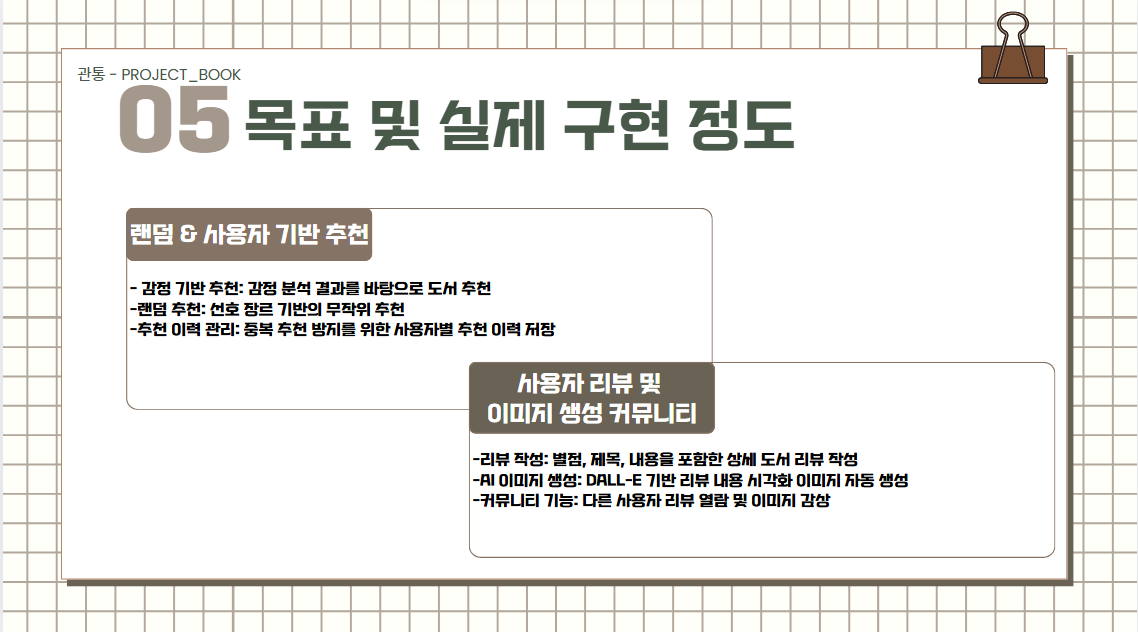 관통 - PROJECT_BOOK
05 목표 및 실제 구현 정도
랜덤 & 사용자 기반 추천
- 감정 기반 추천: 감정 분석 결과를 바탕으로 도서 추천
-랜덤 추천: 선호 장르 기반의 무작위 추천
-추천 이력 관리: 중복 추천 방지를 위한 사용자별 추천 이력 저장
사용자 리뷰 및
이미지 생성 커뮤니티
-리뷰 작성: 별점, 제목, 내용을 포함한 상세 도서 리뷰 작성
-AI 이미지 생성: DALL-E 기반 리뷰 내용 시각화 이미지 자동 생성
-커뮤니티 기능: 다른 사용자 리뷰 열람 및 이미지 감상